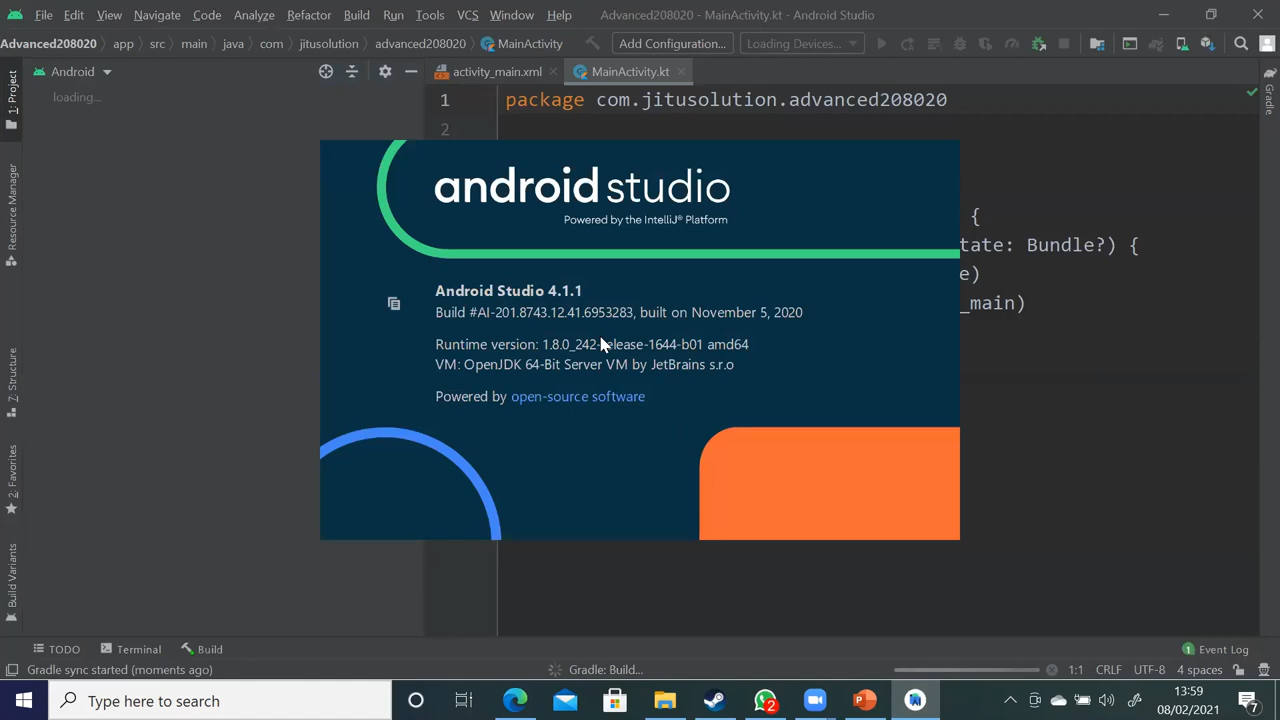 File Edit View Navigate Code Analyze Refactor Build Run Tools VCS Window Help Advanced208020 - MainActivity.kt - Android Studio
Advanced208020 app src main java com jitusolution advanced208020 MainActivity Add Configuration... Loading Devices...
1: Project
Android
activity_main.xml MainActivity.kt
loading...
1 package com.jitusolution.advanced208020
2
Gradle
Resource Manager
android studio
Powered by the IntelliJ® Platform
{
tate: Bundle?) {
e)
_main)
Android Studio 4.1.1
Build #AI-201.8743.12.41.6953283, built on November 5, 2020
Runtime version: 1.8.0_242-release-1644-b01 amd64
VM: OpenJDK 64-Bit Server VM by JetBrains s.r.o
Powered by open-source software
7: Structure
2: Favorites
Build Variants
TODO Terminal Build 1 Event Log
Gradle sync started (moments ago) Gradle: Build... 1:1 CRLF UTF-8 4 spaces
Type here to search
2
13:59
08/02/2021
7